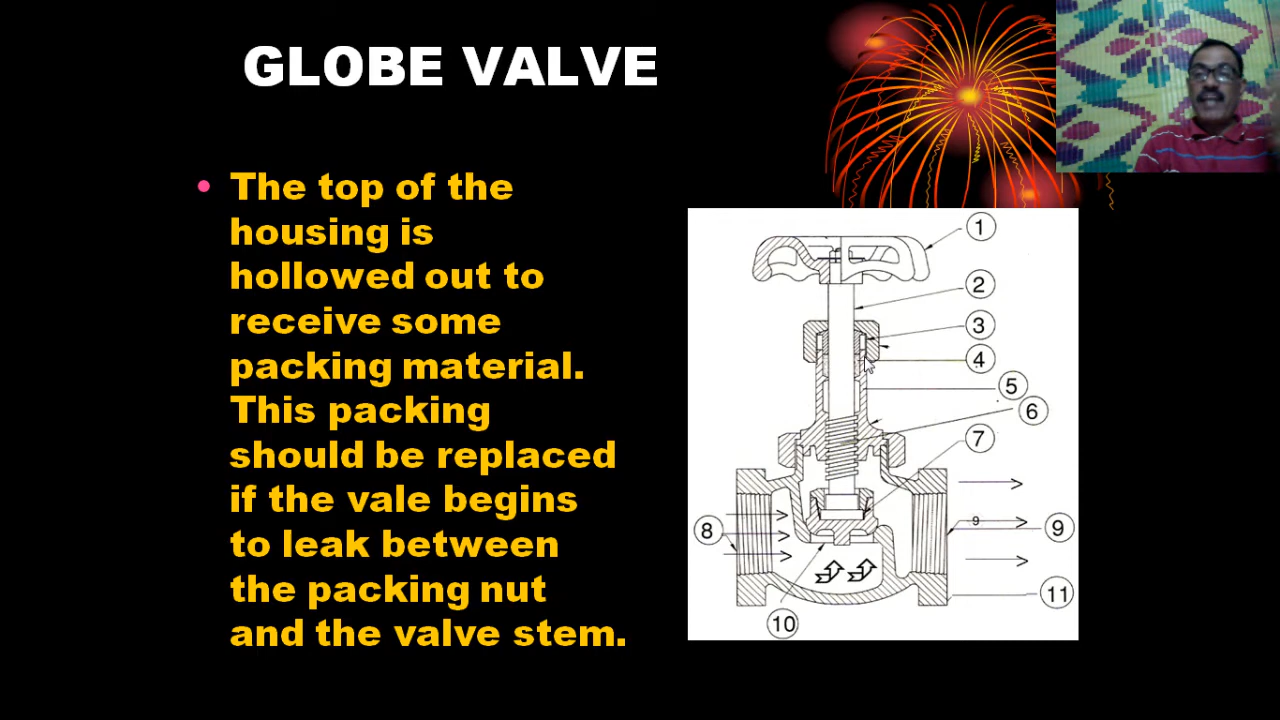 GLOBE VALVE
• The top of the
housing is
hollowed out to
receive some
packing material.
This packing
should be replaced
if the vale begins
to leak between
the packing nut
and the valve stem.
1
2
3
4
5
6
7
8
9
9
10
11